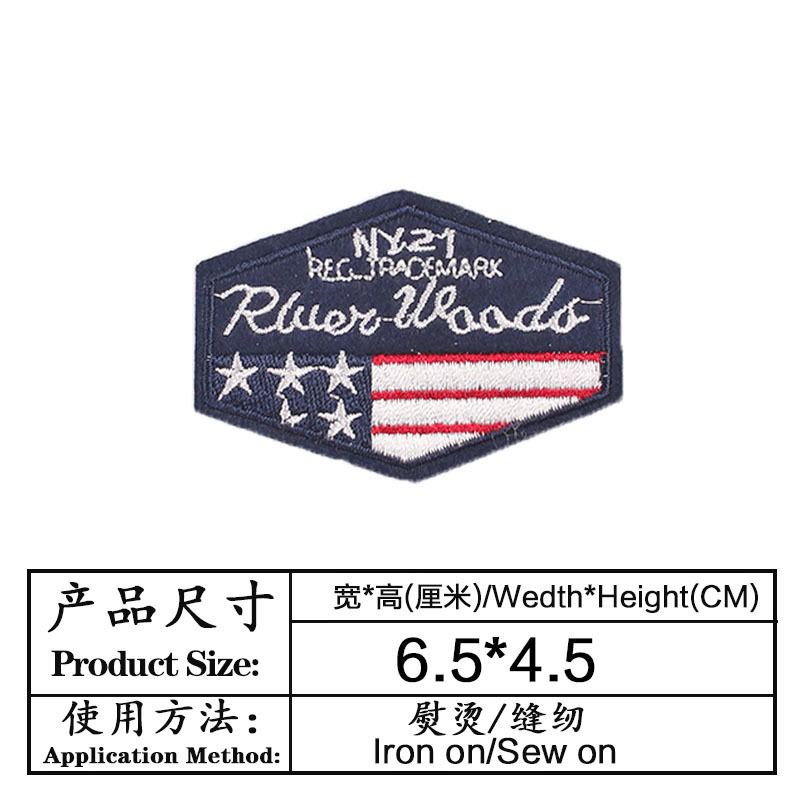 NY.21
REG. TRADEMARK
River Woods
产品尺寸
Product Size:
宽*高(厘米)/Wedth*Height(CM)
6.5*4.5
使用方法：
Application Method:
熨烫/缝纫
Iron on/Sew on